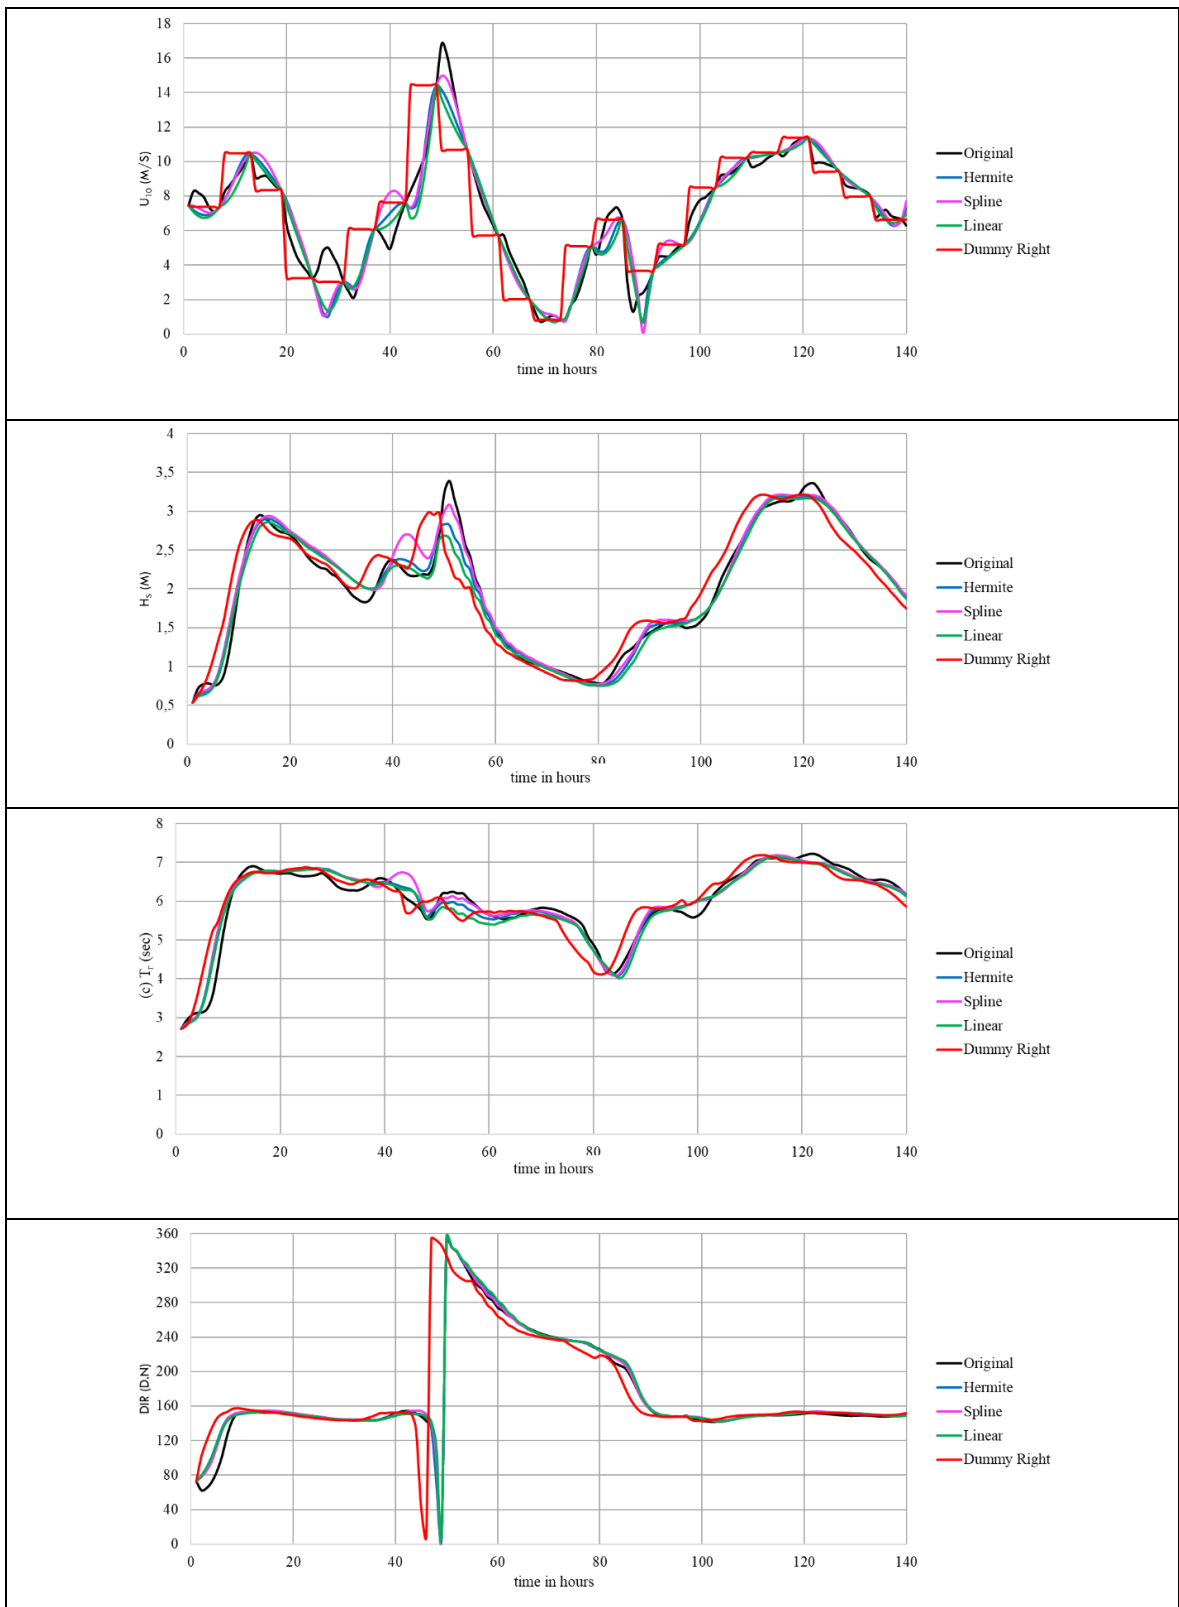 18
16
14
12
10
8
6
4
2
0
U10 (M/S)
0 20 40 60 80 100 120 140
time in hours
Original
Hermite
Spline
Linear
Dummy Right
4
3,5
3
2,5
2
1,5
1
0,5
0
HS (M)
0 20 40 60 80 100 120 140
time in hours
Original
Hermite
Spline
Linear
Dummy Right
8
7
6
5
4
3
2
1
0
(c) Tr (sec)
0 20 40 60 80 100 120 140
time in hours
Original
Hermite
Spline
Linear
Dummy Right
360
320
280
240
200
160
120
80
40
0
DIR (D.N)
0 20 40 60 80 100 120 140
time in hours
Original
Hermite
Spline
Linear
Dummy Right